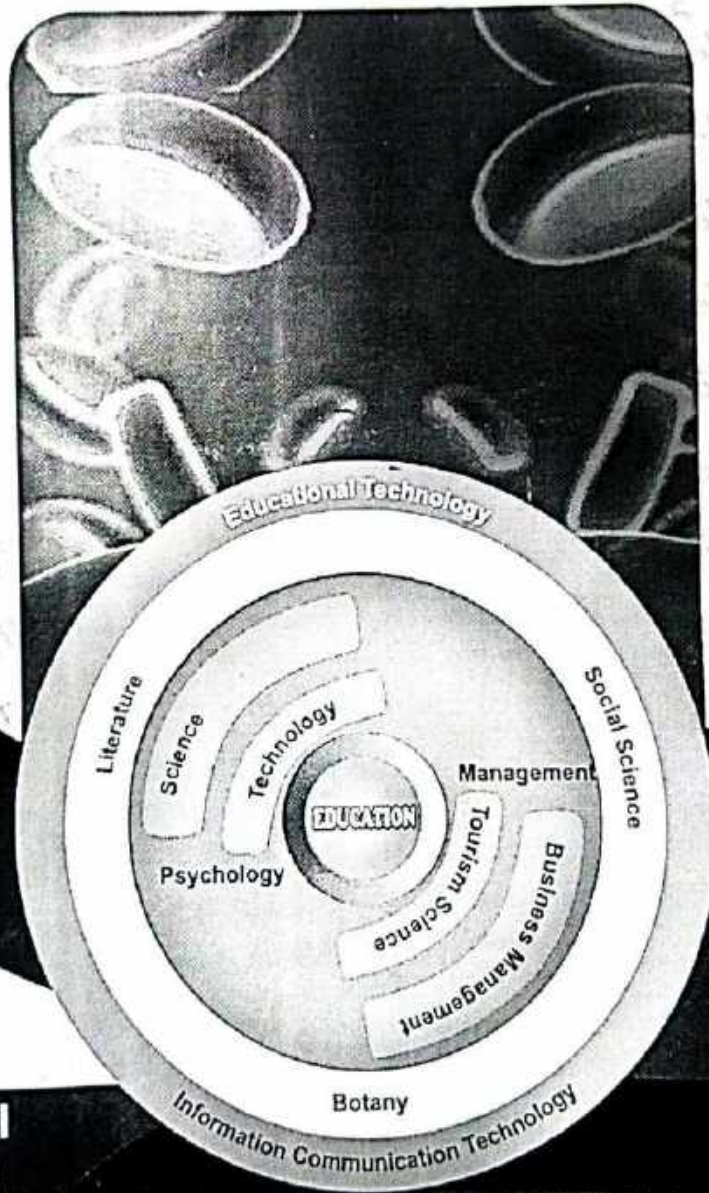 Educational Technology
Literature
Social Science
Science
Technology
Management
EDUCATION
Psychology
Tourism Science
Business Management
Botany
Information Communication Technology